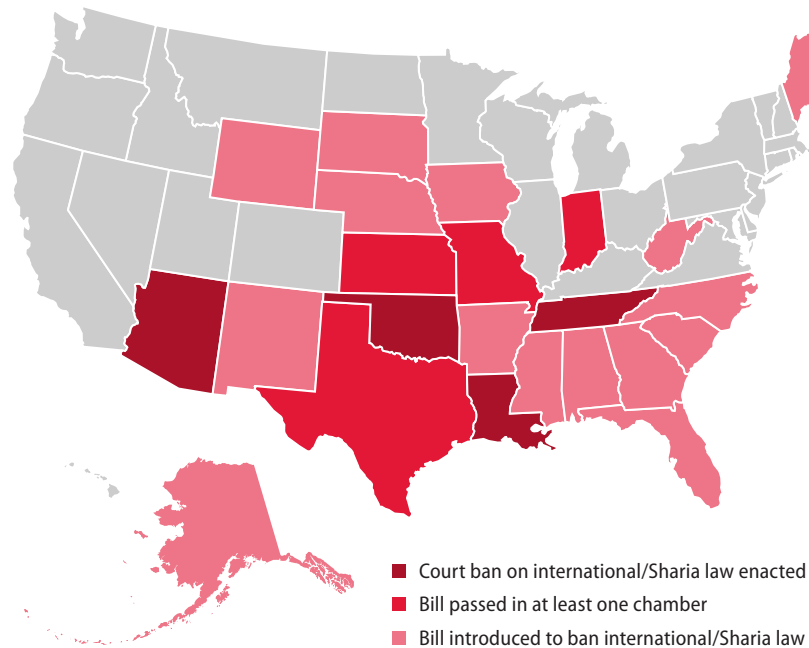 Court ban on international/Sharia law enacted
Bill passed in at least one chamber
Bill introduced to ban international/Sharia law